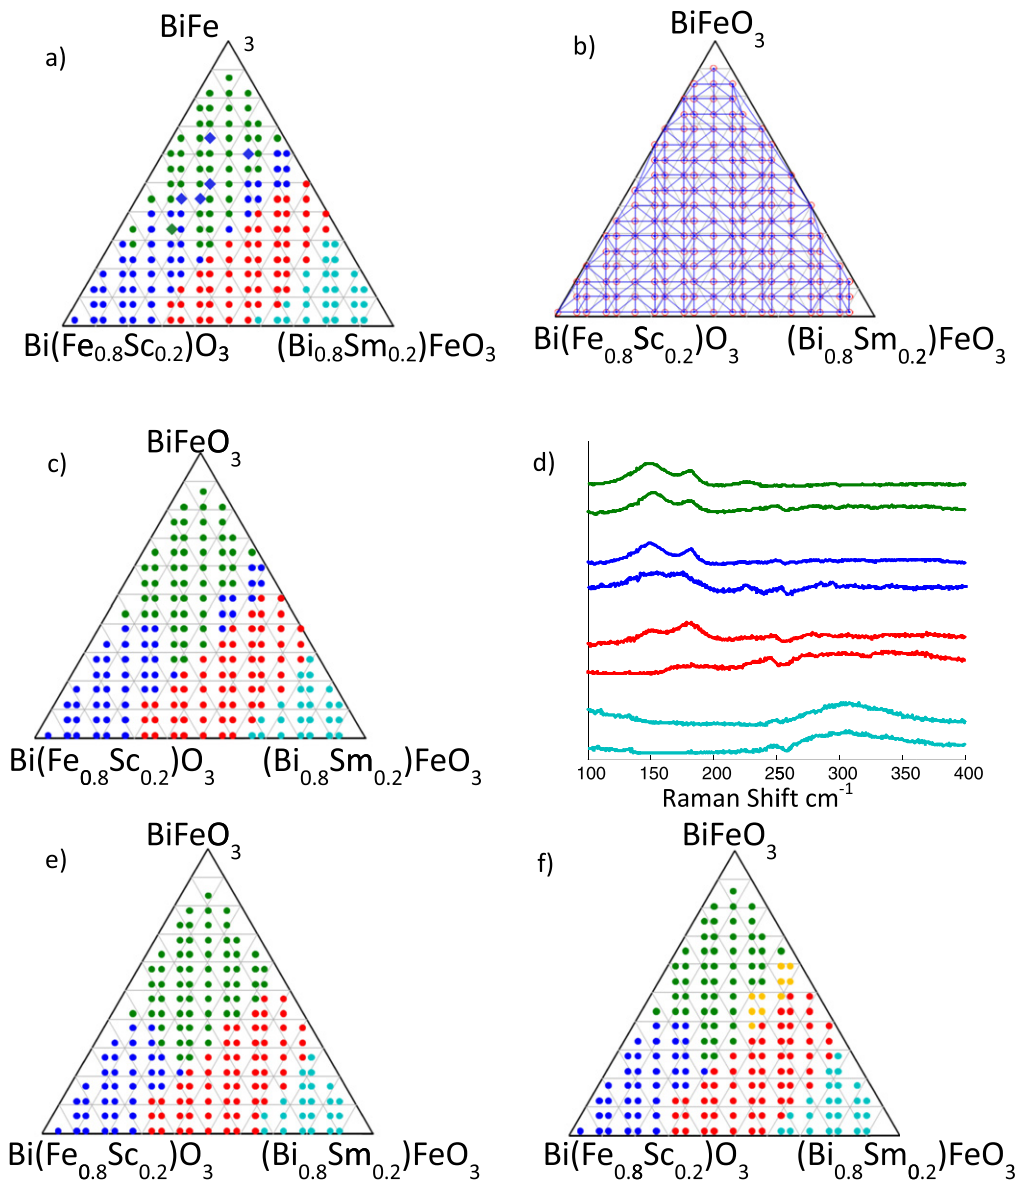 BiFe 3
a)
Bi(Fe0.8Sc0.2)O3
(Bi0.8Sm0.2)FeO3
BiFeO3
b)
Bi(Fe0.8Sc0.2)O3
(Bi0.8Sm0.2)FeO3
BiFeO3
c)
Bi(Fe0.8Sc0.2)O3
(Bi0.8Sm0.2)FeO3
d)
100 150 200 250 300 350 400
Raman Shift cm-1
BiFeO3
e)
Bi(Fe0.8Sc0.2)O3
(Bi0.8Sm0.2)FeO3
BiFeO3
f)
Bi(Fe0.8Sc0.2)O3
(Bi0.8Sm0.2)FeO3